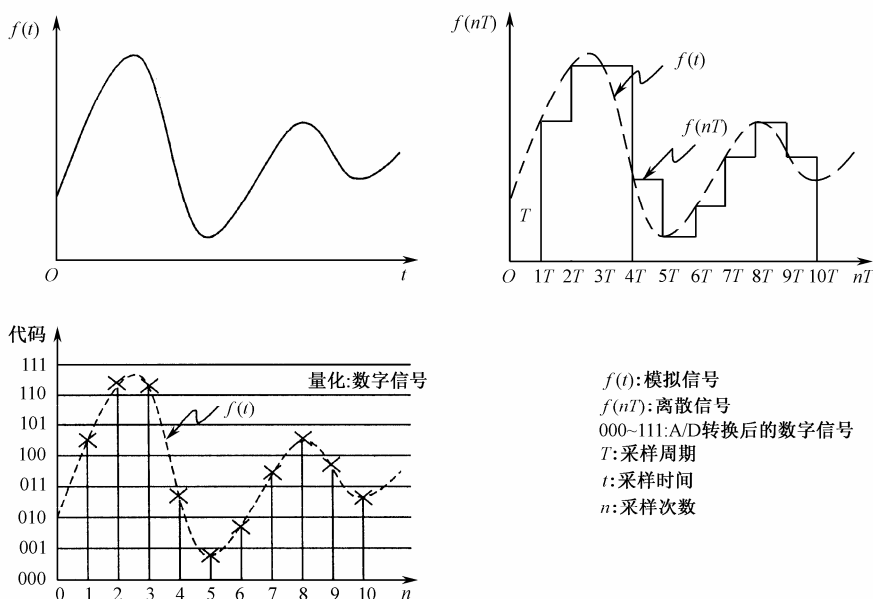 f(t)
O
t
f(nT)
f(t)
f(nT)
T
O 1T 2T 3T 4T 5T 6T 7T 8T 9T 10T nT
代码
111
110
101
100
011
010
001
000
量化:数字信号
f(t)
0 1 2 3 4 5 6 7 8 9 10 n
f(t):模拟信号
f(nT):离散信号
000~111:A/D转换后的数字信号
T:采样周期
t:采样时间
n:采样次数